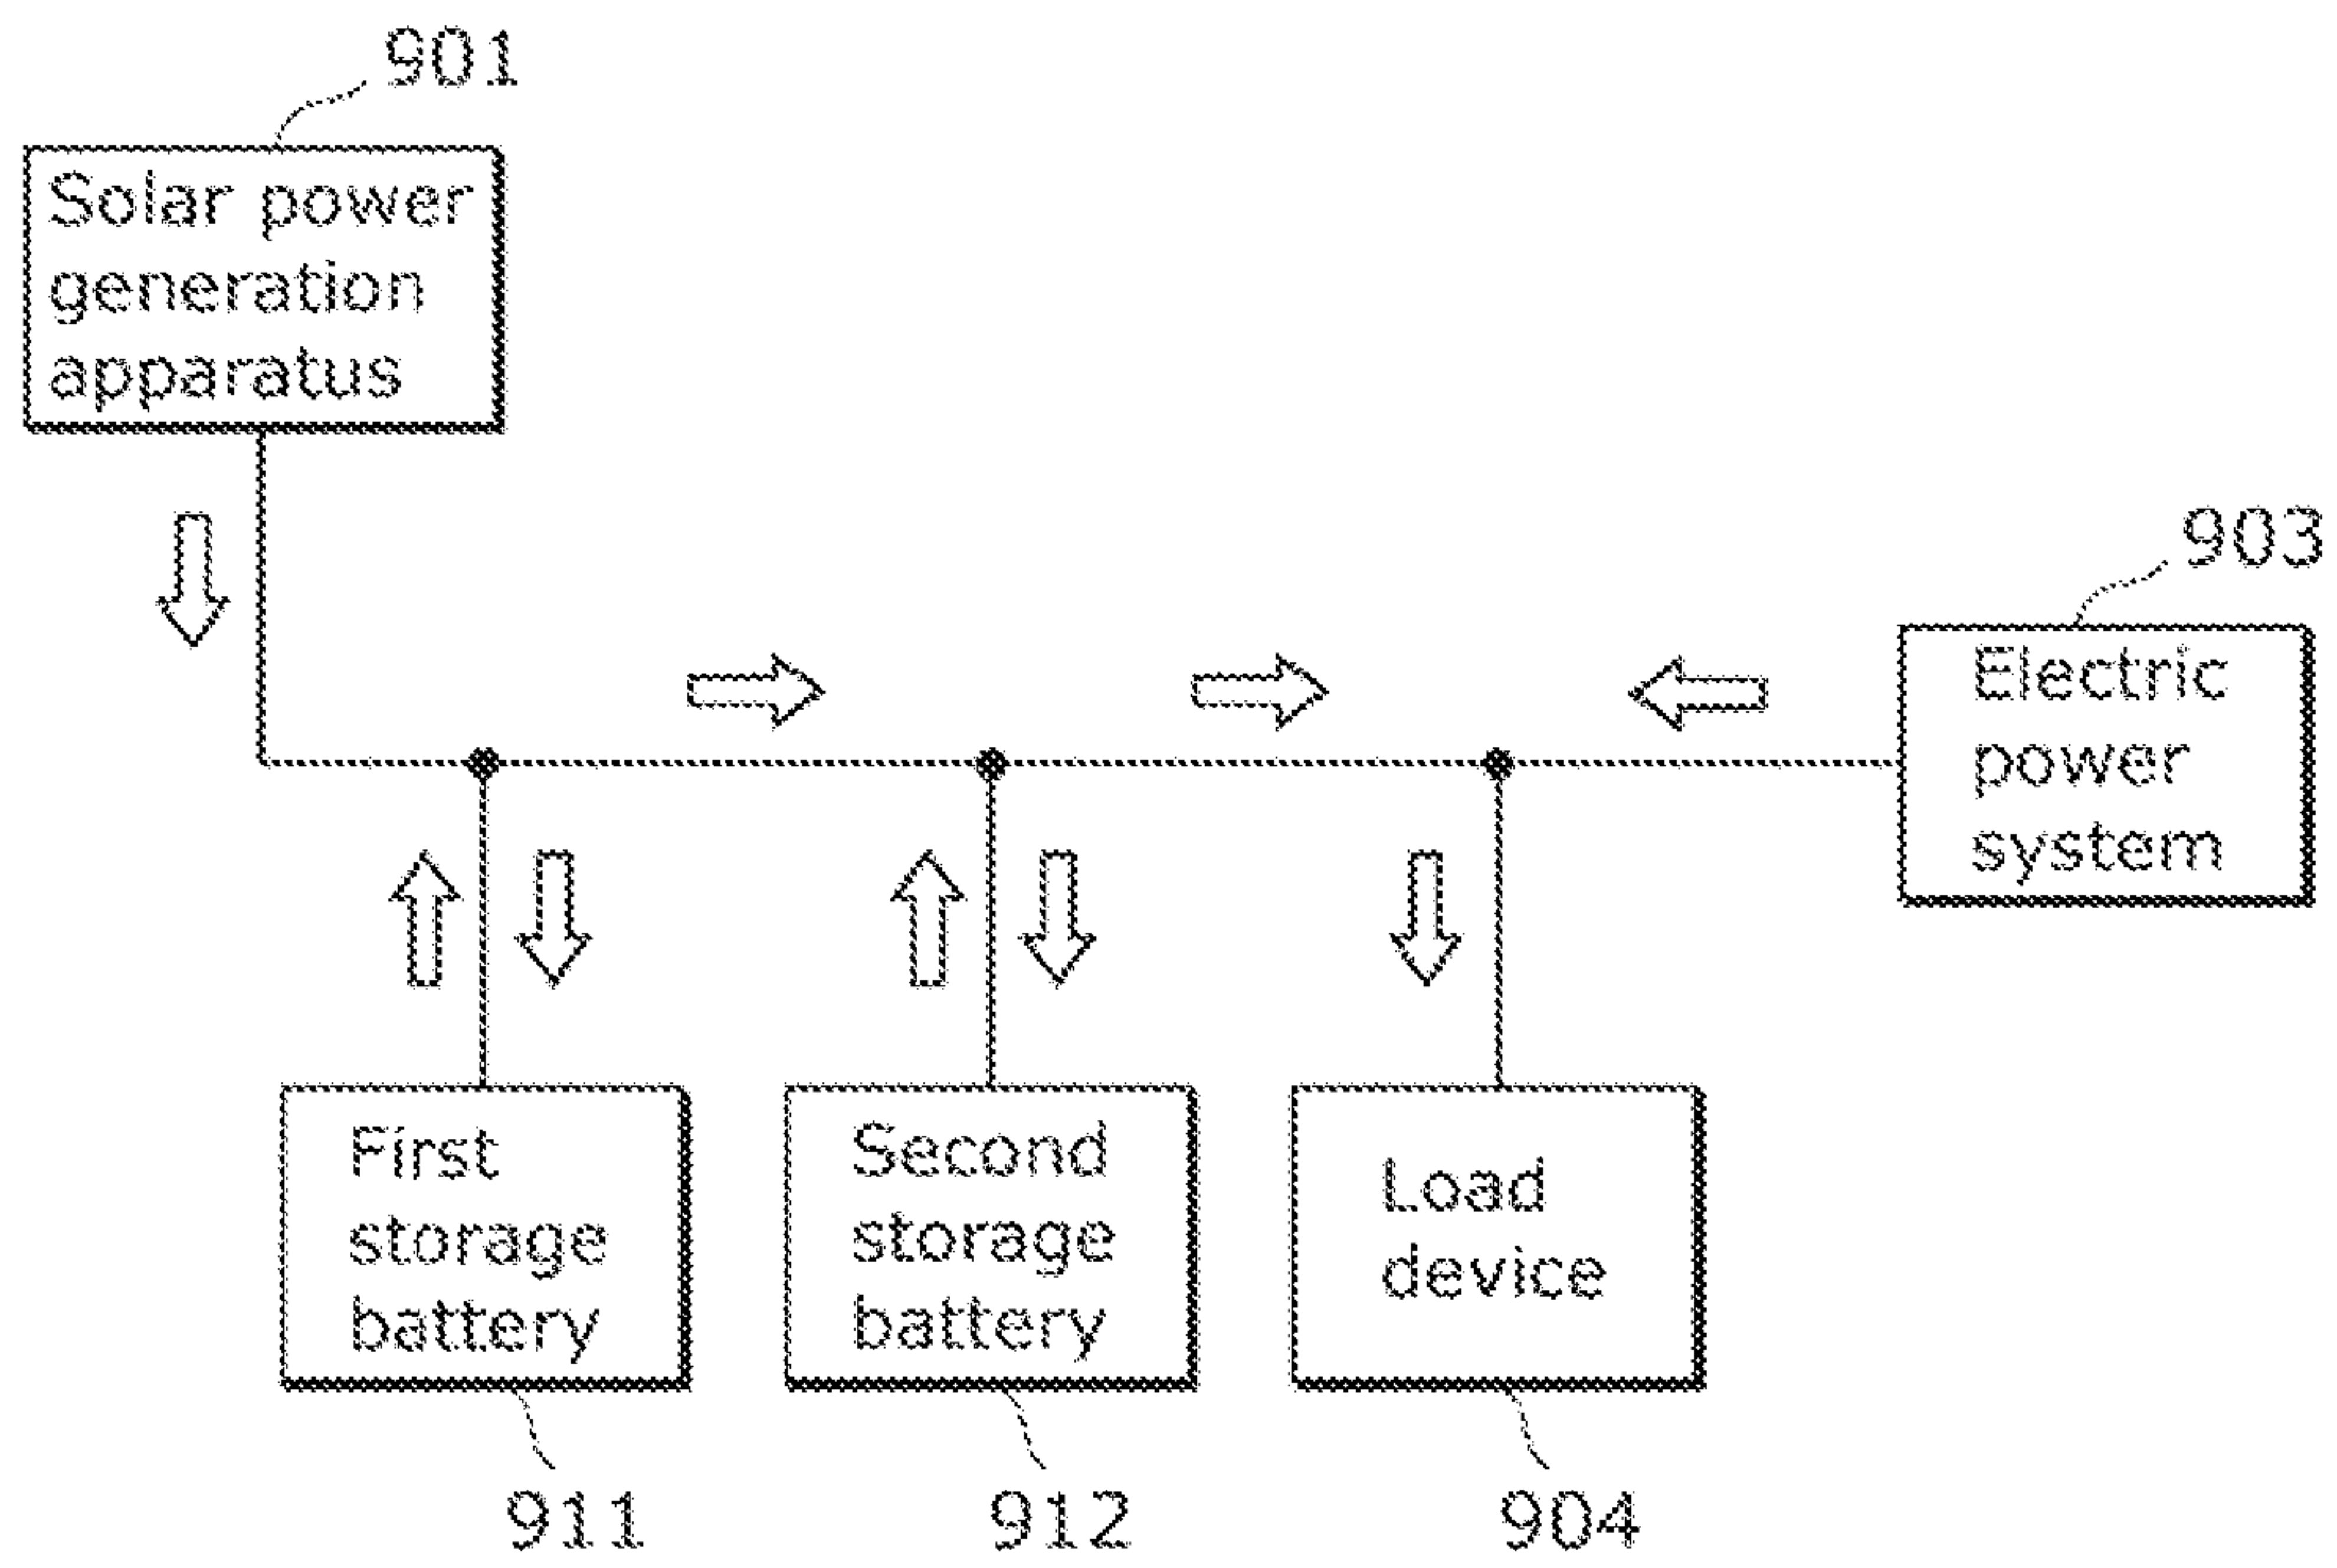 901
Solar power
generation
apparatus
903
Electric
power
system
First
storage
battery
Second
storage
battery
Load
device
911
912
904